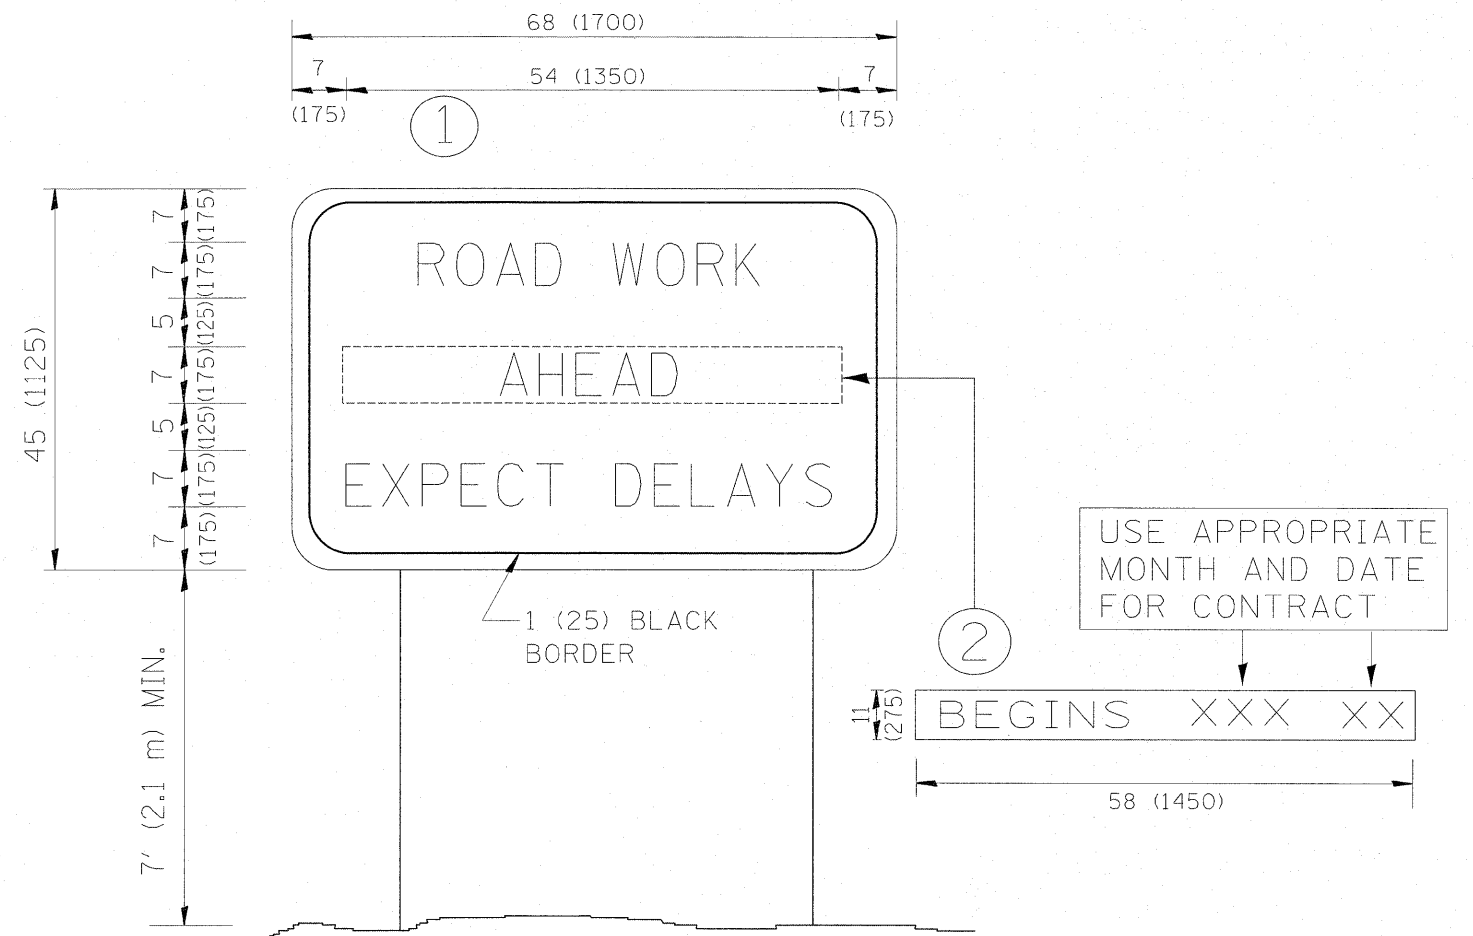 68 (1700)
7
54 (1350)
7
(175)
(175)
1
45 (1125)
7
(175)
7
(175)
5
(125)
7
(175)
5
(125)
7
(175)
7
(175)
ROAD WORK
AHEAD
EXPECT DELAYS
1 (25) BLACK
BORDER
7' (2.1 m) MIN.
2
USE APPROPRIATE
MONTH AND DATE
FOR CONTRACT
11
(275)
BEGINS XXX XX
58 (1450)